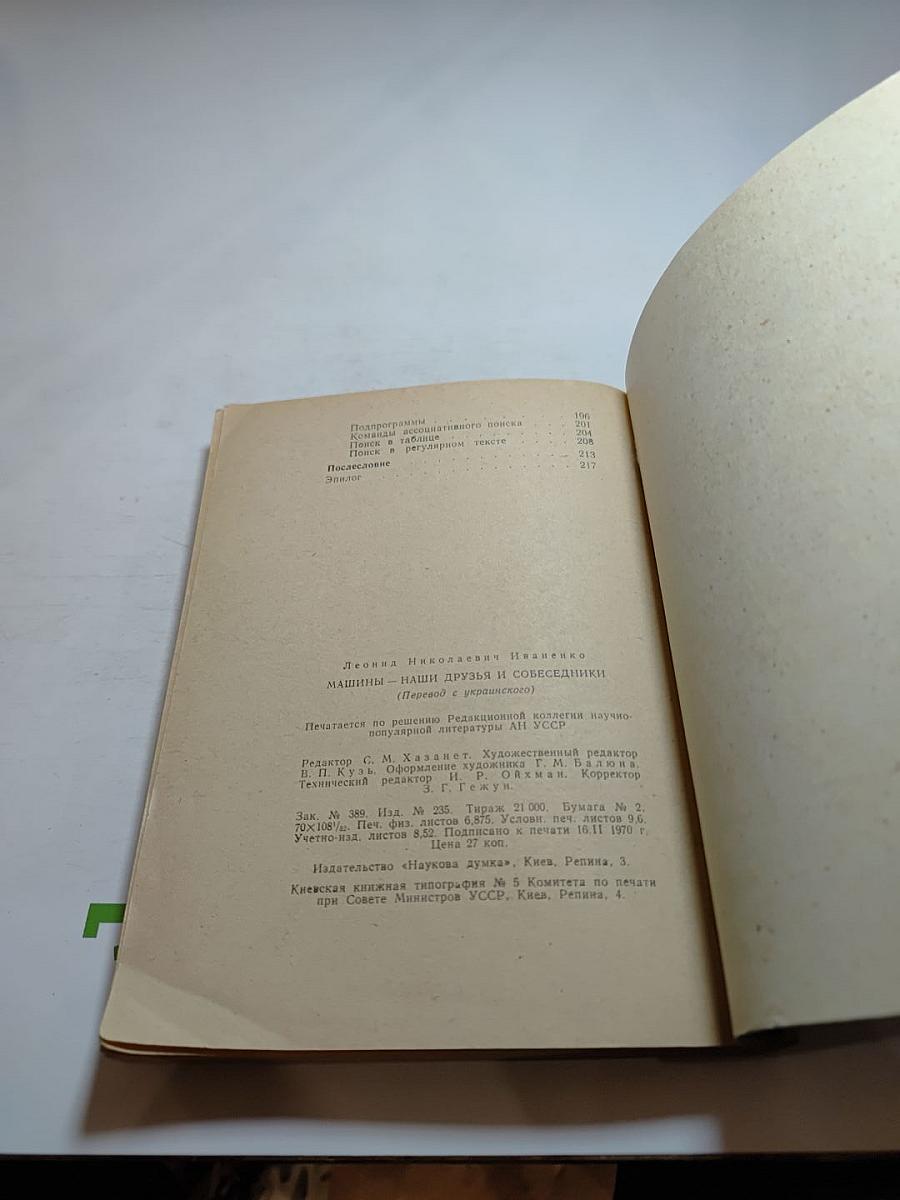 Подпрограммы . . . . . . . . . 196
Команды ассоциативного поиска . . . . 201
Поиск в таблице . . . . . . . . . 204
Поиск в регулярном тексте . . . . 208
Послесловие . . . . . . . . . . . 213
Эпилог . . . . . . . . . . . . . 217
Леонид Николаевич Иваненко
МАШИНЫ — НАШИ ДРУЗЬЯ И СОБЕСЕДНИКИ
(Перевод с украинского)
Печатается по решению Редакционной коллегии научно-
популярной литературы АН УССР
Редактор С. М. Хазанет. Художественный редактор
В. П. Кузь. Оформление художника Г. М. Балюна.
Технический редактор И. Р. Ойхман. Корректор
З. Г. Гежун.
Зак. № 389. Изд. № 235. Тираж 21 000. Бумага № 2,
70×108¹/₃₂. Печ. физ. листов 6,875. Условн. печ. листов 9,6.
Учетно-изд. листов 8,52. Подписано к печати 16.II 1970 г.
Цена 27 коп.
Издательство «Наукова думка», Киев, Репина, 3.
Киевская книжная типография № 5 Комитета по печати
при Совете Министров УССР, Киев, Репина, 4.